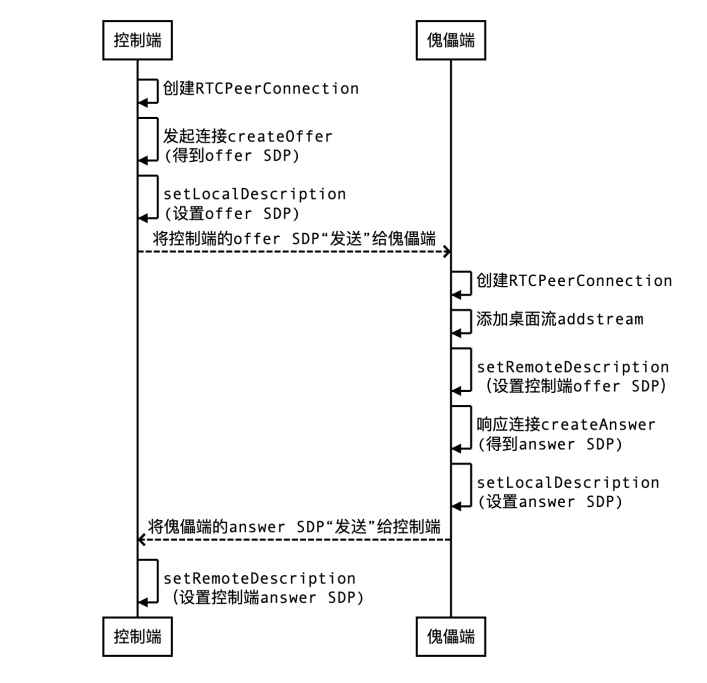 控制端
傀儡端
创建RTCPeerConnection
发起连接createOffer
(得到offer SDP)
setLocalDescription
(设置offer SDP)
将控制端的offer SDP“发送”给傀儡端
创建RTCPeerConnection
添加桌面流addstream
setRemoteDescription
（设置控制端offer SDP）
响应连接createAnswer
(得到answer SDP)
setLocalDescription
(设置answer SDP)
将傀儡端的answer SDP“发送”给控制端
setRemoteDescription
（设置控制端answer SDP)
控制端
傀儡端